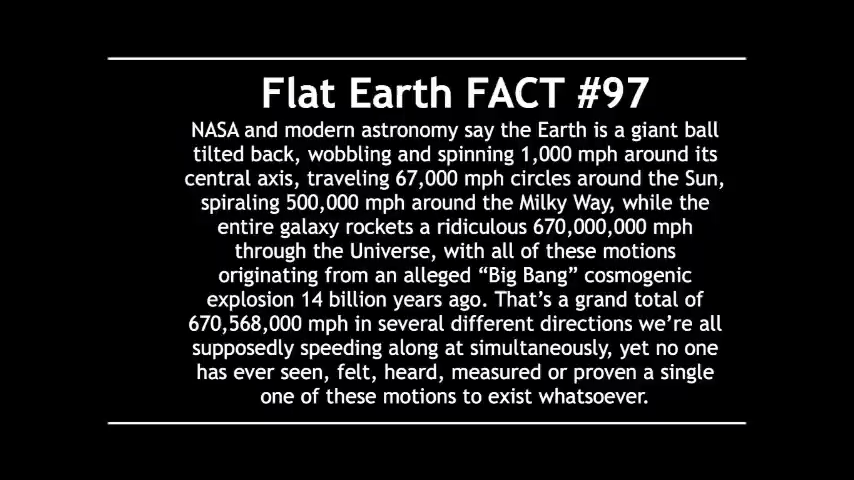 Flat Earth FACT #97
NASA and modern astronomy say the Earth is a giant ball
tilted back, wobbling and spinning 1,000 mph around its
central axis, traveling 67,000 mph circles around the Sun,
spiraling 500,000 mph around the Milky Way, while the
entire galaxy rockets a ridiculous 670,000,000 mph
through the Universe, with all of these motions
originating from an alleged “Big Bang” cosmogenic
explosion 14 billion years ago. That’s a grand total of
670,568,000 mph in several different directions we’re all
supposedly speeding along at simultaneously, yet no one
has ever seen, felt, heard, measured or proven a single
one of these motions to exist whatsoever.